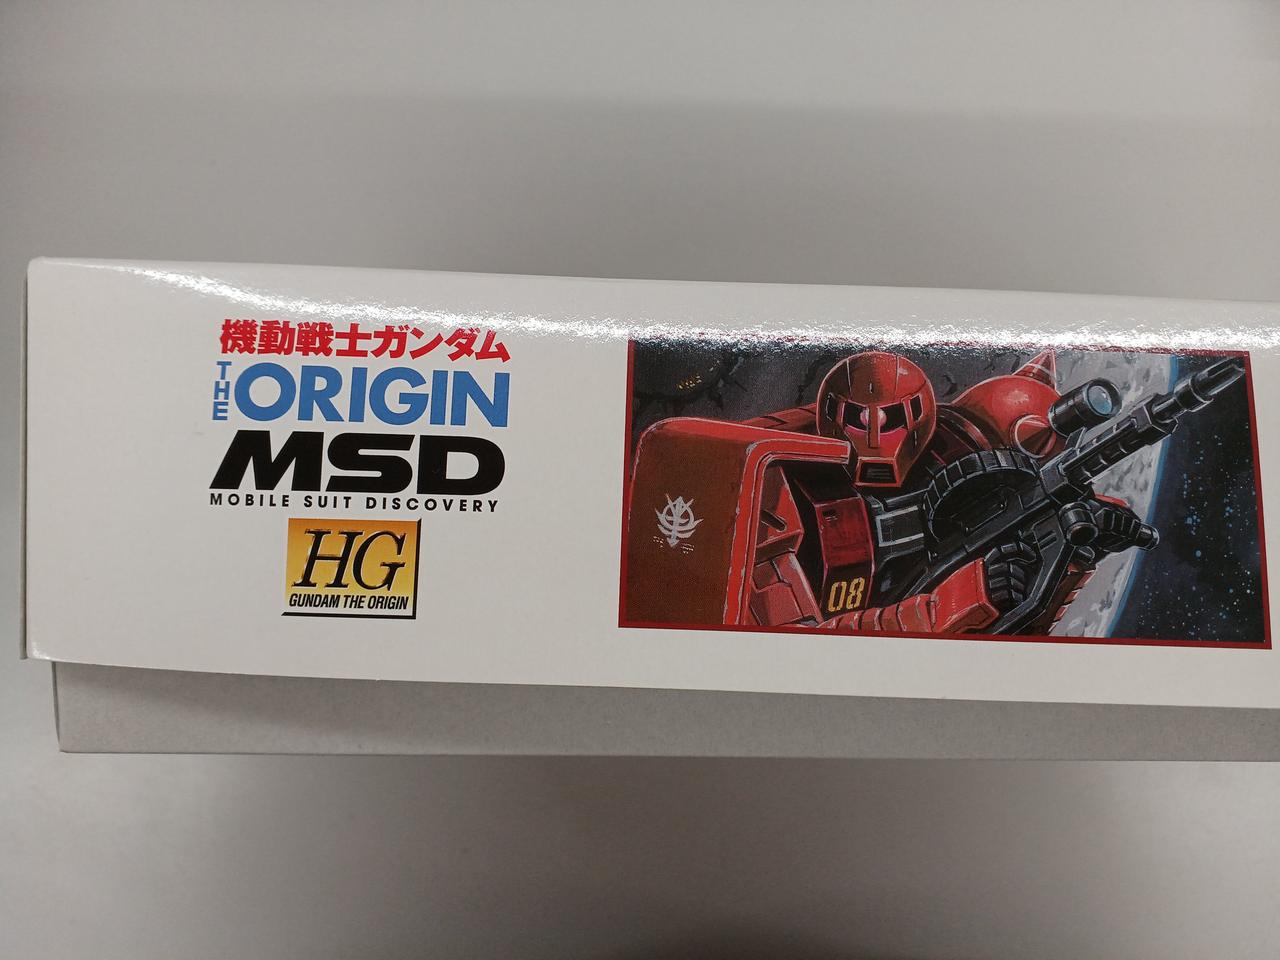 機動戦士ガンダム
THE ORIGIN
MSD
MOBILE SUIT DISCOVERY
HG
GUNDAM THE ORIGIN
08